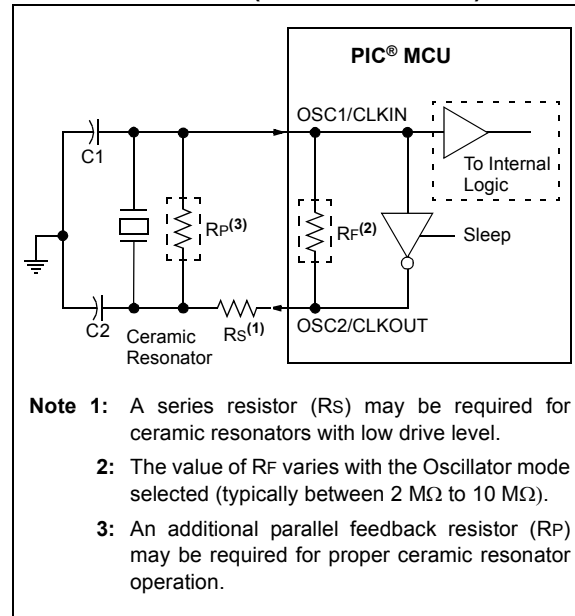 PIC® MCU
OSC1/CLKIN
C1
To Internal
Logic
RP(3)
RF(2)
Sleep
C2
Ceramic
Resonator
RS(1)
OSC2/CLKOUT
Note 1: A series resistor (RS) may be required for
ceramic resonators with low drive level.
2: The value of RF varies with the Oscillator mode
selected (typically between 2 MΩ to 10 MΩ).
3: An additional parallel feedback resistor (RP)
may be required for proper ceramic resonator
operation.